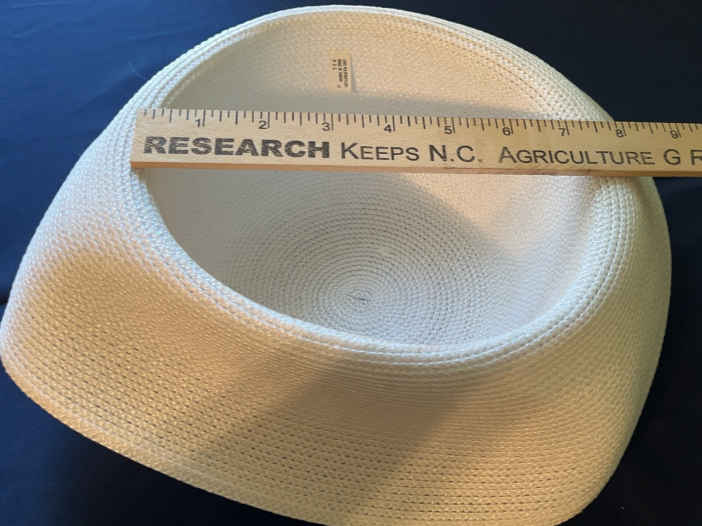 1 2 3 4 5 6 7 8 9
RESEARCH KEEPS N.C. AGRICULTURE G R